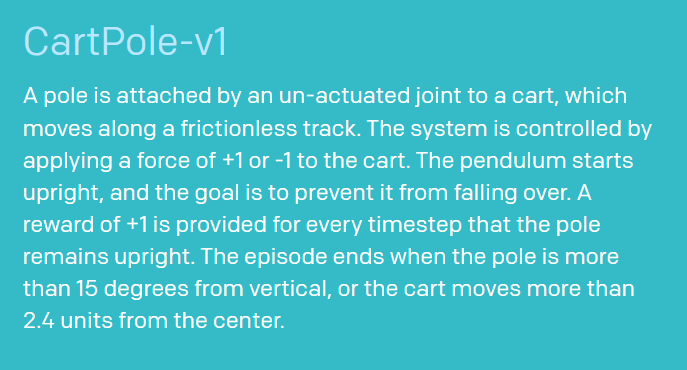 CartPole-v1
A pole is attached by an un-actuated joint to a cart, which
moves along a frictionless track. The system is controlled by
applying a force of +1 or -1 to the cart. The pendulum starts
upright, and the goal is to prevent it from falling over. A
reward of +1 is provided for every timestep that the pole
remains upright. The episode ends when the pole is more
than 15 degrees from vertical, or the cart moves more than
2.4 units from the center.